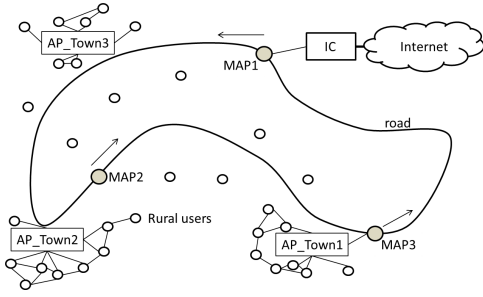 AP_Town3
IC
Internet
MAP1
road
MAP2
Rural users
AP_Town2
AP_Town1
MAP3